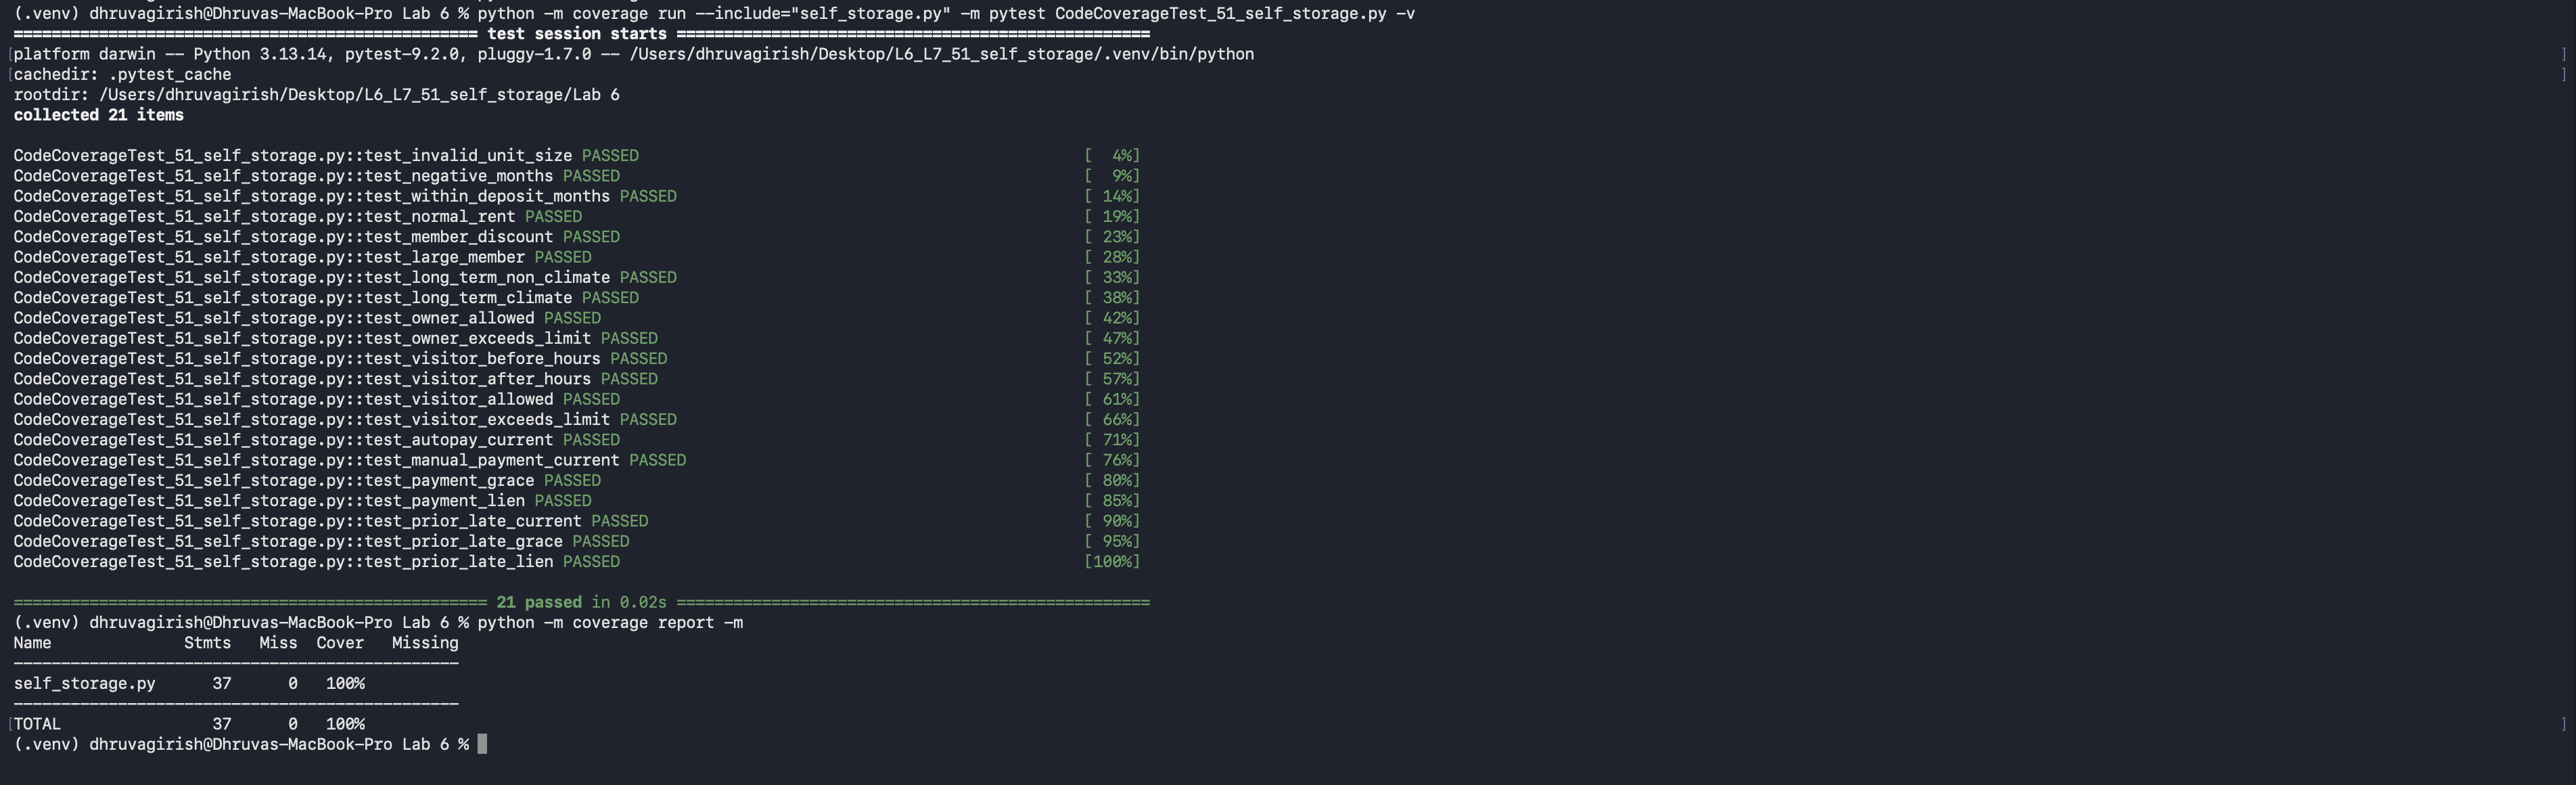 (.venv) dhruvagirish@Dhruvas-MacBook-Pro Lab 6 % python -m coverage run --include="self_storage.py" -m pytest CodeCoverageTest_51_self_storage.py -v
================================================= test session starts ==================================================
[platform darwin -- Python 3.13.14, pytest-9.2.0, pluggy-1.7.0 -- /Users/dhruvagirish/Desktop/L6_L7_51_self_storage/.venv/bin/python ]
[cachedir: .pytest_cache ]
rootdir: /Users/dhruvagirish/Desktop/L6_L7_51_self_storage/Lab 6
collected 21 items
CodeCoverageTest_51_self_storage.py::test_invalid_unit_size PASSED [  4%]
CodeCoverageTest_51_self_storage.py::test_negative_months PASSED [  9%]
CodeCoverageTest_51_self_storage.py::test_within_deposit_months PASSED [ 14%]
CodeCoverageTest_51_self_storage.py::test_normal_rent PASSED [ 19%]
CodeCoverageTest_51_self_storage.py::test_member_discount PASSED [ 23%]
CodeCoverageTest_51_self_storage.py::test_large_member PASSED [ 28%]
CodeCoverageTest_51_self_storage.py::test_long_term_non_climate PASSED [ 33%]
CodeCoverageTest_51_self_storage.py::test_long_term_climate PASSED [ 38%]
CodeCoverageTest_51_self_storage.py::test_owner_allowed PASSED [ 42%]
CodeCoverageTest_51_self_storage.py::test_owner_exceeds_limit PASSED [ 47%]
CodeCoverageTest_51_self_storage.py::test_visitor_before_hours PASSED [ 52%]
CodeCoverageTest_51_self_storage.py::test_visitor_after_hours PASSED [ 57%]
CodeCoverageTest_51_self_storage.py::test_visitor_allowed PASSED [ 61%]
CodeCoverageTest_51_self_storage.py::test_visitor_exceeds_limit PASSED [ 66%]
CodeCoverageTest_51_self_storage.py::test_autopay_current PASSED [ 71%]
CodeCoverageTest_51_self_storage.py::test_manual_payment_current PASSED [ 76%]
CodeCoverageTest_51_self_storage.py::test_payment_grace PASSED [ 80%]
CodeCoverageTest_51_self_storage.py::test_payment_lien PASSED [ 85%]
CodeCoverageTest_51_self_storage.py::test_prior_late_current PASSED [ 90%]
CodeCoverageTest_51_self_storage.py::test_prior_late_grace PASSED [ 95%]
CodeCoverageTest_51_self_storage.py::test_prior_late_lien PASSED [100%]
================================================== 21 passed in 0.02s ==================================================
(.venv) dhruvagirish@Dhruvas-MacBook-Pro Lab 6 % python -m coverage report -m
Name              Stmts   Miss  Cover   Missing
-----------------------------------------------
self_storage.py      37      0   100%
-----------------------------------------------
[TOTAL                37      0   100% ]
(.venv) dhruvagirish@Dhruvas-MacBook-Pro Lab 6 %